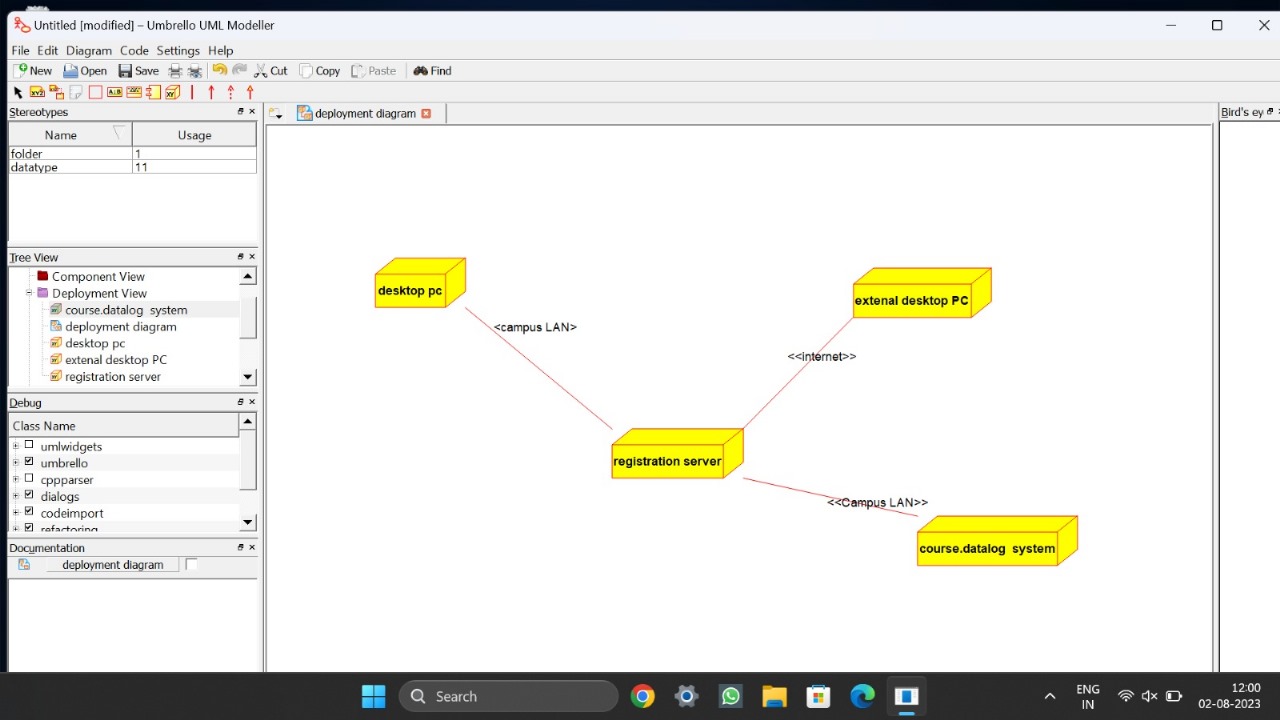 Untitled [modified] – Umbrello UML Modeller
File Edit Diagram Code Settings Help
New Open Save Cut Copy Paste Find
Stereotypes
Name Usage
folder 1
datatype 11
Tree View
Component View
Deployment View
course.datalog system
deployment diagram
desktop pc
extenal desktop PC
registration server
Debug
Class Name
umlwidgets
umbrello
cppparser
dialogs
codeimport
refactoring
Documentation
deployment diagram
deployment diagram
Bird's ey
desktop pc
extenal desktop PC
<campus LAN>
<<internet>>
registration server
<<Campus LAN>>
course.datalog system
Search
ENG
IN
12:00
02-08-2023